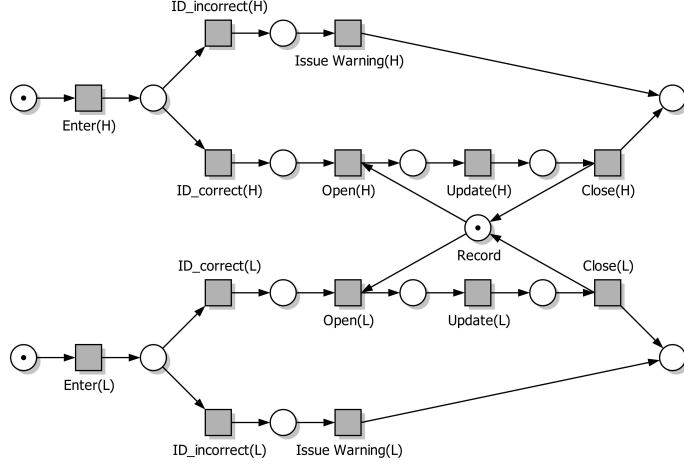 ID_incorrect(H)
Issue Warning(H)
Enter(H)
ID_correct(H)
Open(H)
Update(H)
Close(H)
Record
ID_correct(L)
Close(L)
Open(L)
Update(L)
Enter(L)
ID_incorrect(L)
Issue Warning(L)